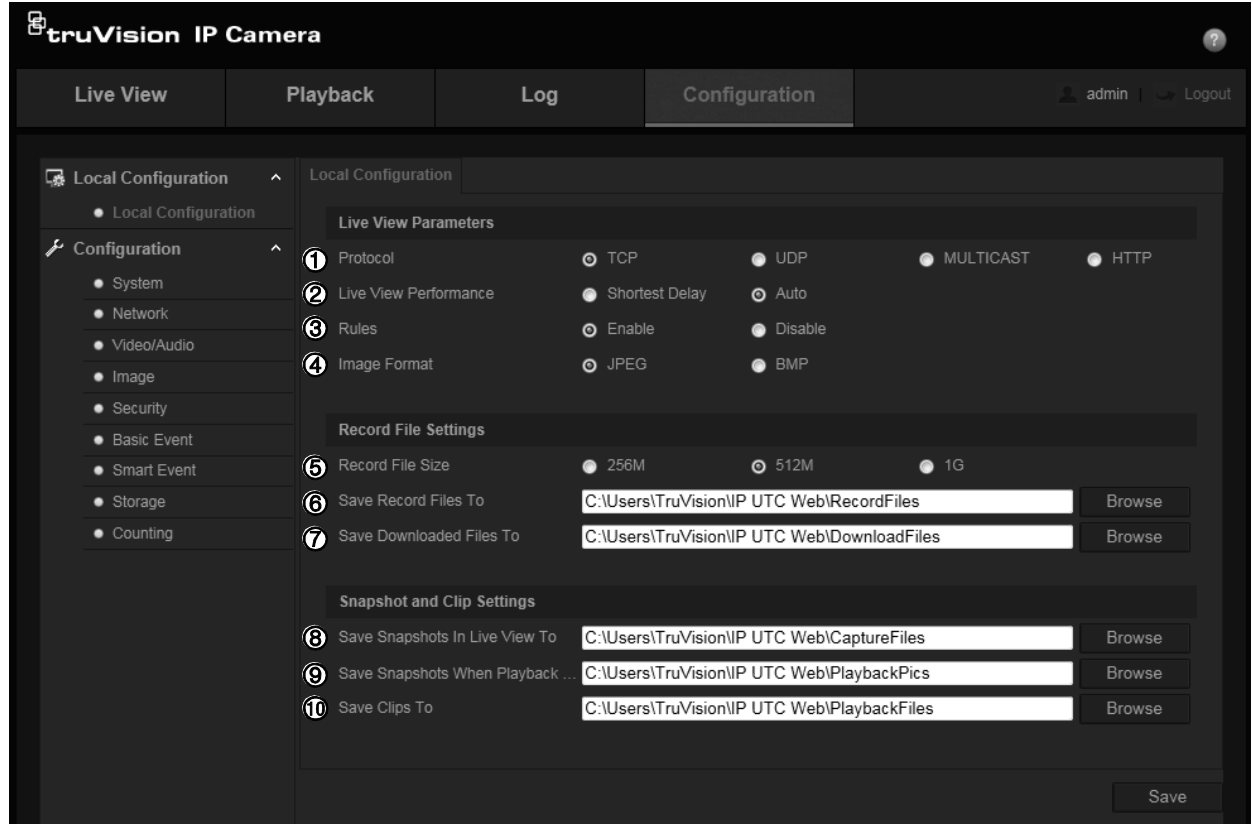 truVision IP Camera
?
Live View Playback Log Configuration admin | Logout
Local Configuration
Local Configuration
Configuration
System
Network
Video/Audio
Image
Security
Basic Event
Smart Event
Storage
Counting
Local Configuration
Live View Parameters
① Protocol TCP UDP MULTICAST HTTP
② Live View Performance Shortest Delay Auto
③ Rules Enable Disable
④ Image Format JPEG BMP
Record File Settings
⑤ Record File Size 256M 512M 1G
⑥ Save Record Files To C:\Users\TruVision\IP UTC Web\RecordFiles Browse
⑦ Save Downloaded Files To C:\Users\TruVision\IP UTC Web\DownloadFiles Browse
Snapshot and Clip Settings
⑧ Save Snapshots In Live View To C:\Users\TruVision\IP UTC Web\CaptureFiles Browse
⑨ Save Snapshots When Playback ... C:\Users\TruVision\IP UTC Web\PlaybackPics Browse
⑩ Save Clips To C:\Users\TruVision\IP UTC Web\PlaybackFiles Browse
Save